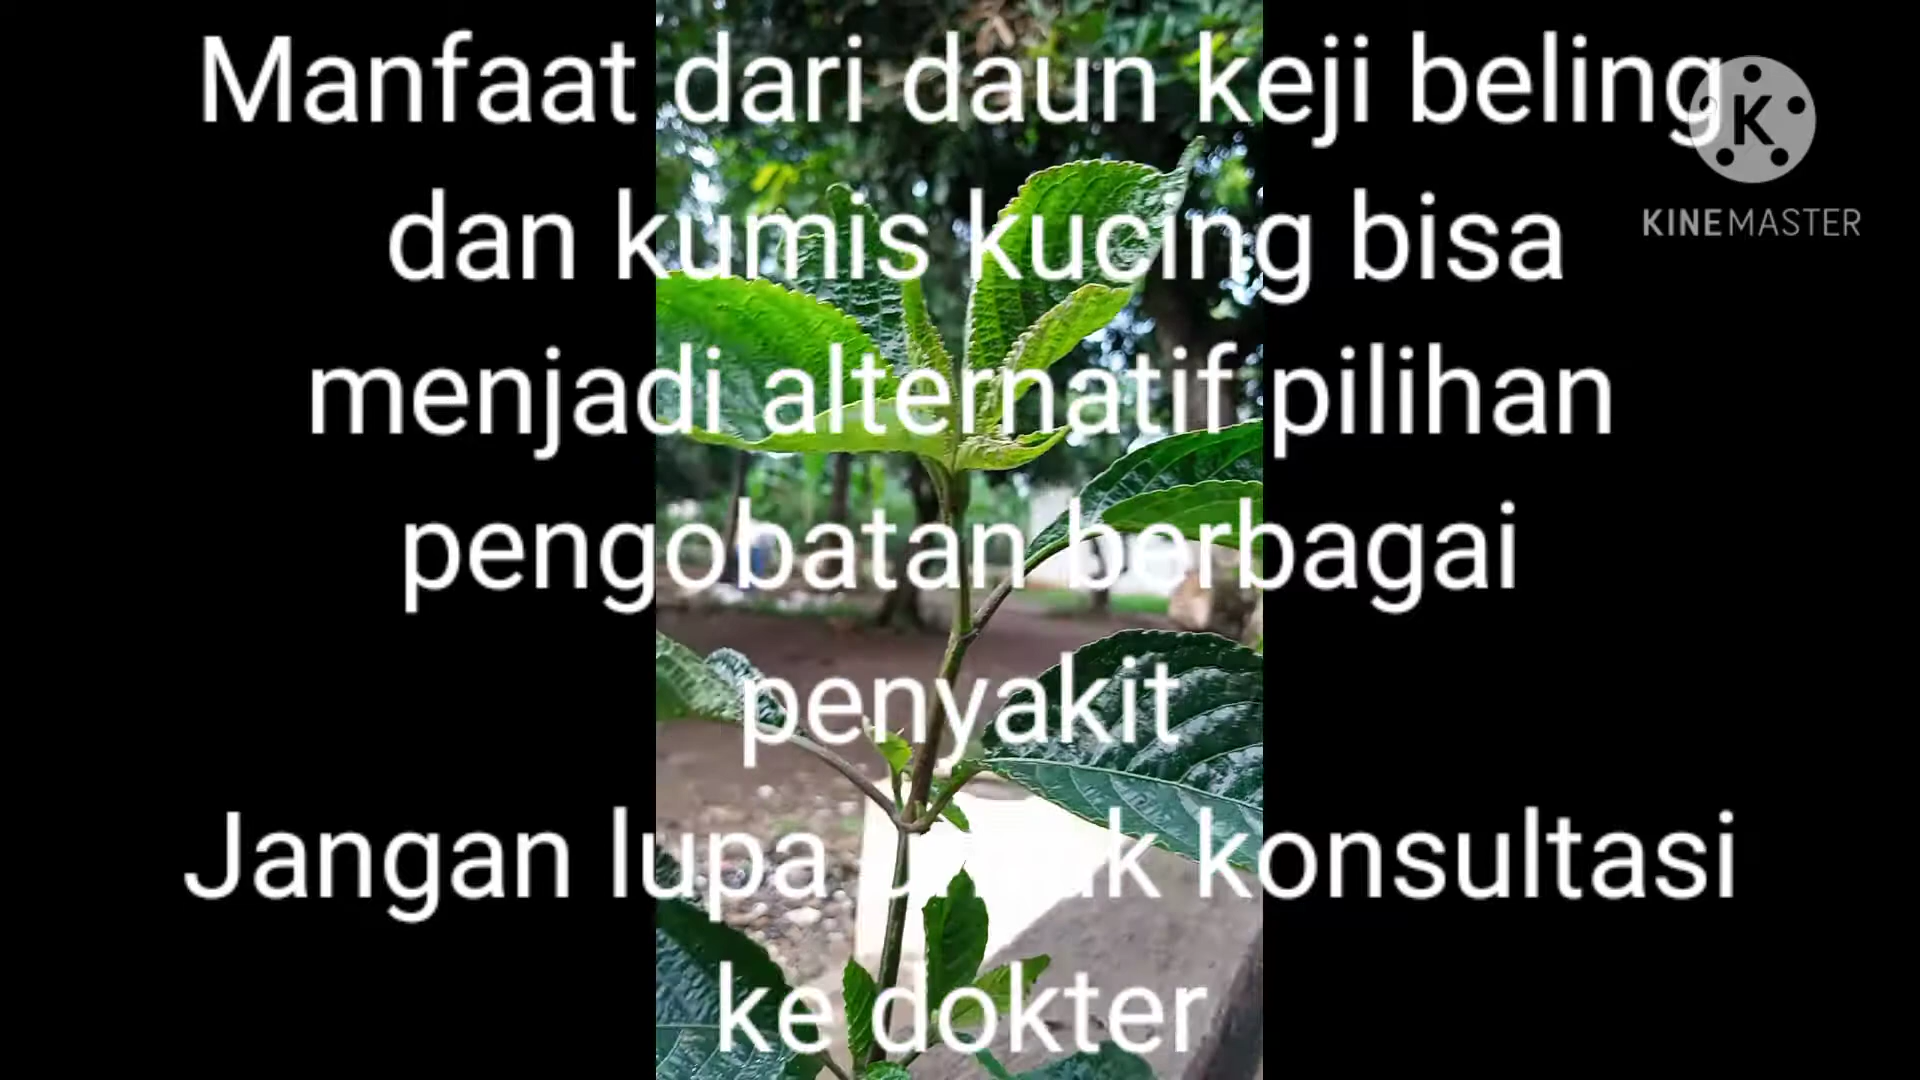 Manfaat dari daun keji beling
dan kumis kucing bisa
menjadi alternatif pilihan
pengobatan berbagai
penyakit
Jangan lupa untuk konsultasi
ke dokter
K
KINEMASTER